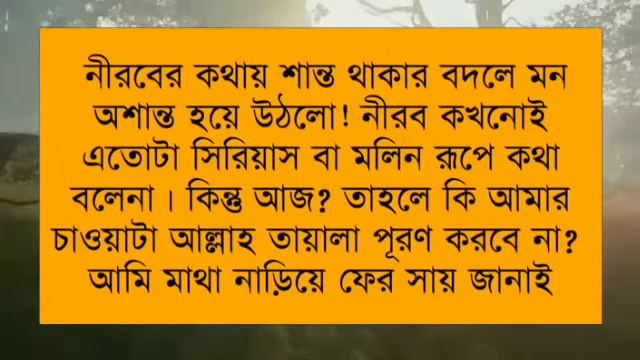 নীরবের কথায় শান্ত থাকার বদলে মন
অশান্ত হয়ে উঠলো! নীরব কখনোই
এতোটা সিরিয়াস বা মলিন রূপে কথা
বলেনা। কিন্তু আজ? তাহলে কি আমার
চাওয়াটা আল্লাহ তায়ালা পূরণ করবে না?
আমি মাথা নাড়িয়ে ফের সায় জানাই